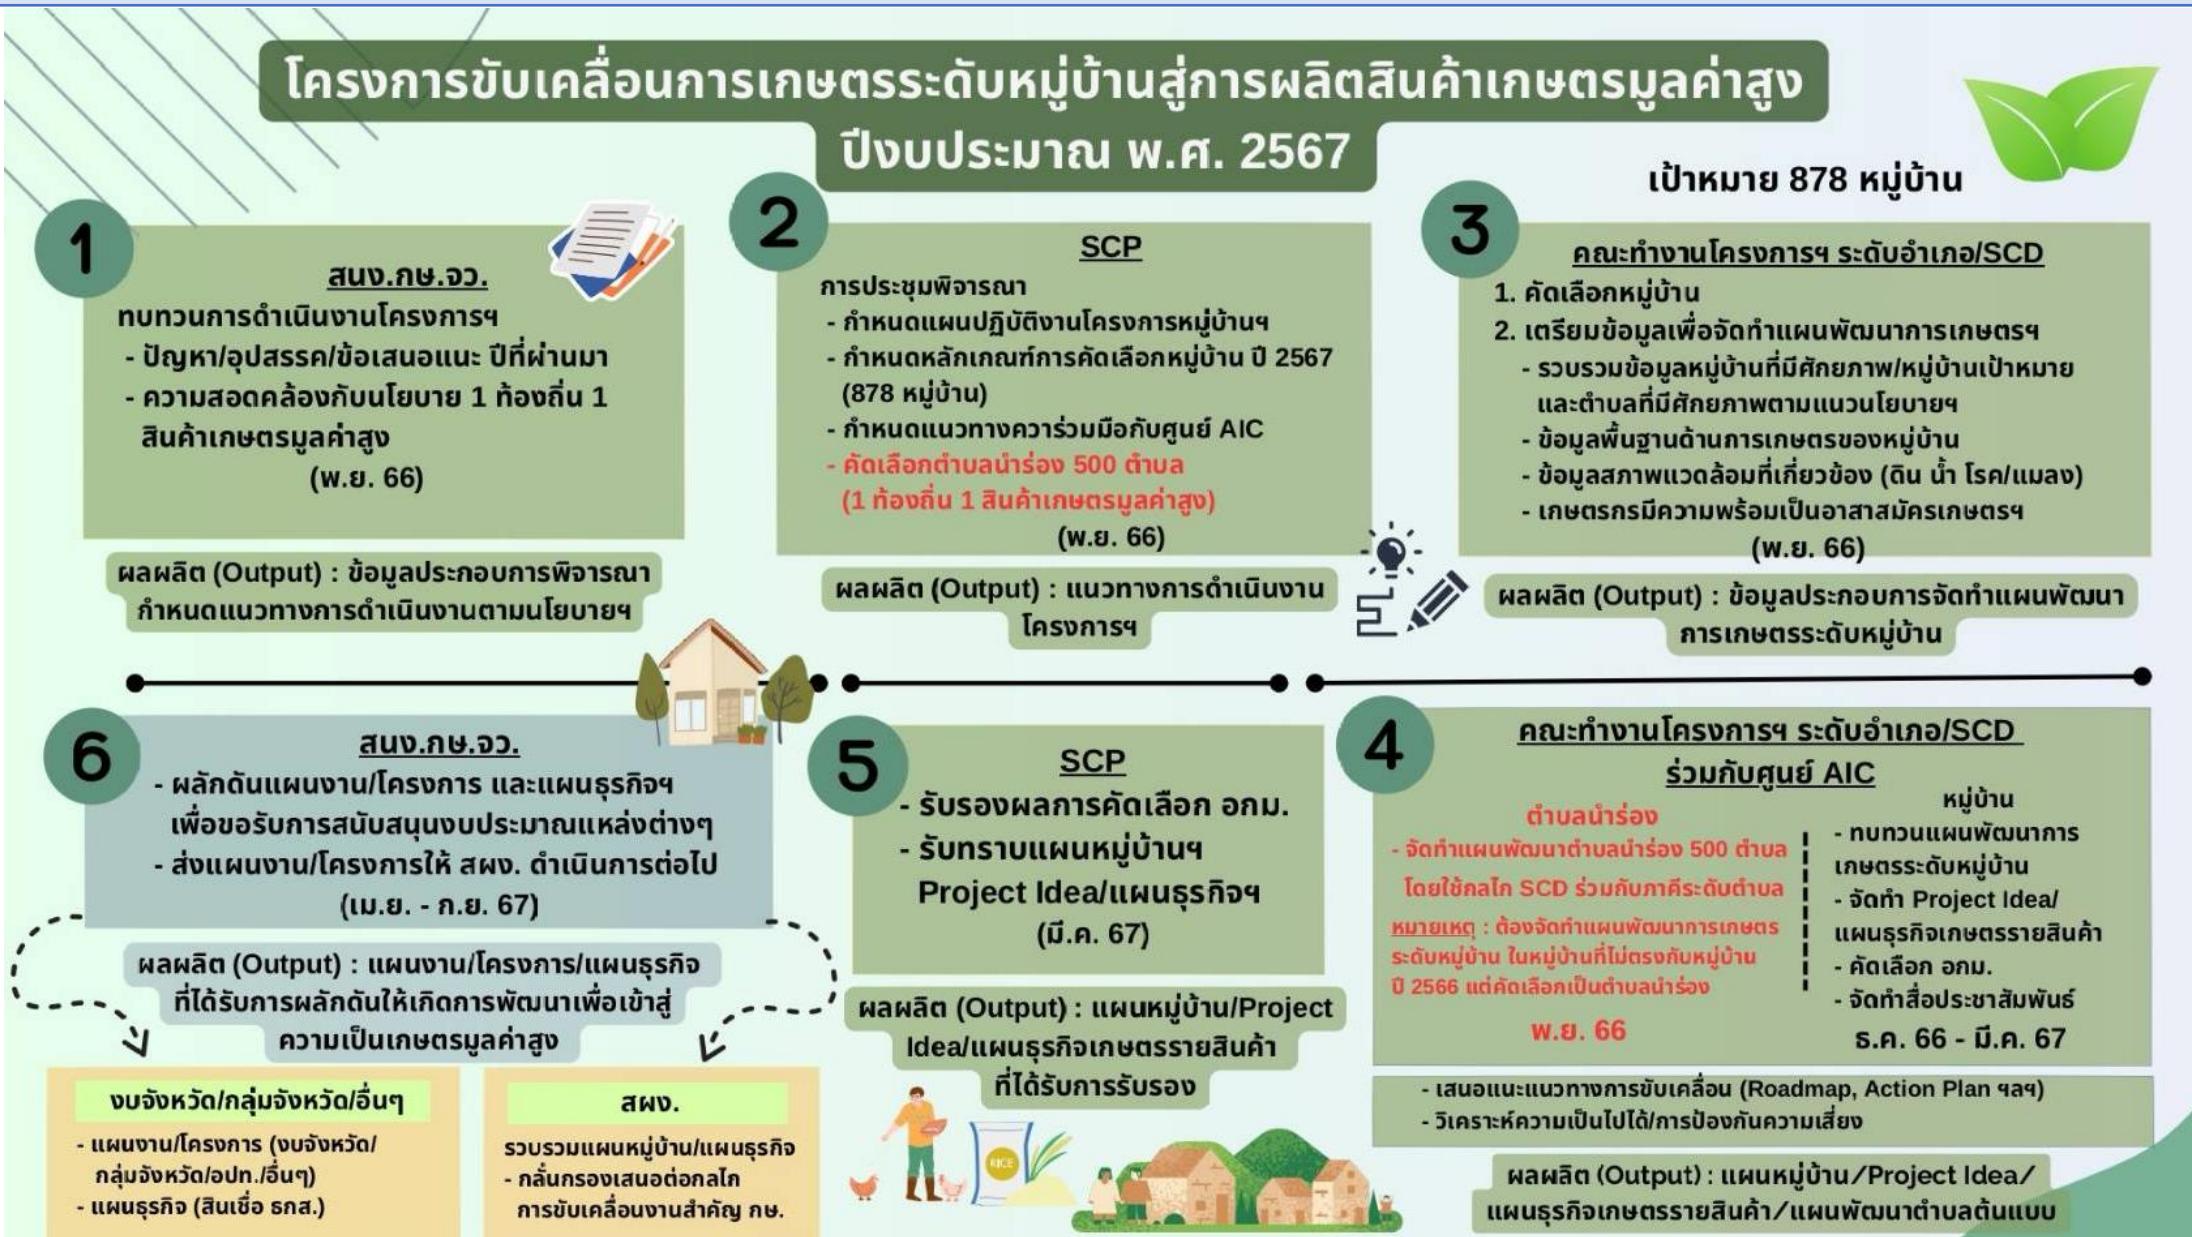 โครงการขับเคลื่อนการเกษตรระดับหมู่บ้านสู่การผลิตสินค้าเกษตรมูลค่าสูง
ปีงบประมาณ พ.ศ. 2567
เป้าหมาย 878 หมู่บ้าน
1
สนง.กษ.จว.
ทบทวนการดำเนินงานโครงการฯ
- ปัญหา/อุปสรรค/ข้อเสนอแนะ ปีที่ผ่านมา
- ความสอดคล้องกับนโยบาย 1 ท้องถิ่น 1
สินค้าเกษตรมูลค่าสูง
(พ.ย. 66)
ผลผลิต (Output) : ข้อมูลประกอบการพิจารณา
กำหนดแนวทางการดำเนินงานตามนโยบายฯ
2
SCP
การประชุมพิจารณา
- กำหนดแผนปฏิบัติงานโครงการหมู่บ้านฯ
- กำหนดหลักเกณฑ์การคัดเลือกหมู่บ้าน ปี 2567
(878 หมู่บ้าน)
- กำหนดแนวทางควาร่วมมือกับศูนย์ AIC
- คัดเลือกตำบลนำร่อง 500 ตำบล
(1 ท้องถิ่น 1 สินค้าเกษตรมูลค่าสูง)
(พ.ย. 66)
ผลผลิต (Output) : แนวทางการดำเนินงาน
โครงการฯ
3
คณะทำงานโครงการฯ ระดับอำเภอ/SCD
1. คัดเลือกหมู่บ้าน
2. เตรียมข้อมูลเพื่อจัดทำแผนพัฒนาการเกษตรฯ
- รวบรวมข้อมูลหมู่บ้านที่มีศักยภาพ/หมู่บ้านเป้าหมาย
และตำบลที่มีศักยภาพตามแนวนโยบายฯ
- ข้อมูลพื้นฐานด้านการเกษตรของหมู่บ้าน
- ข้อมูลสภาพแวดล้อมที่เกี่ยวข้อง (ดิน น้ำ โรค/แมลง)
- เกษตรกรมีความพร้อมเป็นอาสาสมัครเกษตรฯ
(พ.ย. 66)
ผลผลิต (Output) : ข้อมูลประกอบการจัดทำแผนพัฒนา
การเกษตรระดับหมู่บ้าน
4
คณะทำงานโครงการฯ ระดับอำเภอ/SCD
ร่วมกับศูนย์ AIC
ตำบลนำร่อง
- จัดทำแผนพัฒนาตำบลนำร่อง 500 ตำบล
โดยใช้กลไก SCD ร่วมกับภาคีระดับตำบล
หมายเหตุ : ต้องจัดทำแผนพัฒนาการเกษตร
ระดับหมู่บ้าน ในหมู่บ้านที่ไม่ตรงกับหมู่บ้าน
ปี 2566 แต่คัดเลือกเป็นตำบลนำร่อง
พ.ย. 66
หมู่บ้าน
- ทบทวนแผนพัฒนาการ
เกษตรระดับหมู่บ้าน
- จัดทำ Project Idea/
แผนธุรกิจเกษตรรายสินค้า
- คัดเลือก อกม.
- จัดทำสื่อประชาสัมพันธ์
ธ.ค. 66 - มี.ค. 67
- เสนอแนะแนวทางการขับเคลื่อน (Roadmap, Action Plan ฯลฯ)
- วิเคราะห์ความเป็นไปได้/การป้องกันความเสี่ยง
ผลผลิต (Output) : แผนหมู่บ้าน/Project Idea/
แผนธุรกิจเกษตรรายสินค้า/แผนพัฒนาตำบลต้นแบบ
5
SCP
- รับรองผลการคัดเลือก อกม.
- รับทราบแผนหมู่บ้านฯ
Project Idea/แผนธุรกิจฯ
(มี.ค. 67)
ผลผลิต (Output) : แผนหมู่บ้าน/Project
Idea/แผนธุรกิจเกษตรรายสินค้า
ที่ได้รับการรับรอง
RICE
6
สนง.กษ.จว.
- ผลักดันแผนงาน/โครงการ และแผนธุรกิจฯ
เพื่อขอรับการสนับสนุนงบประมาณแหล่งต่างๆ
- ส่งแผนงาน/โครงการให้ สผง. ดำเนินการต่อไป
(เม.ย. - ก.ย. 67)
ผลผลิต (Output) : แผนงาน/โครงการ/แผนธุรกิจ
ที่ได้รับการผลักดันให้เกิดการพัฒนาเพื่อเข้าสู่
ความเป็นเกษตรมูลค่าสูง
งบจังหวัด/กลุ่มจังหวัด/อื่นๆ
- แผนงาน/โครงการ (งบจังหวัด/
กลุ่มจังหวัด/อปท./อื่นๆ)
- แผนธุรกิจ (สินเชื่อ ธกส.)
สผง.
รวบรวมแผนหมู่บ้าน/แผนธุรกิจ
- กลั่นกรองเสนอต่อกลไก
การขับเคลื่อนงานสำคัญ กษ.